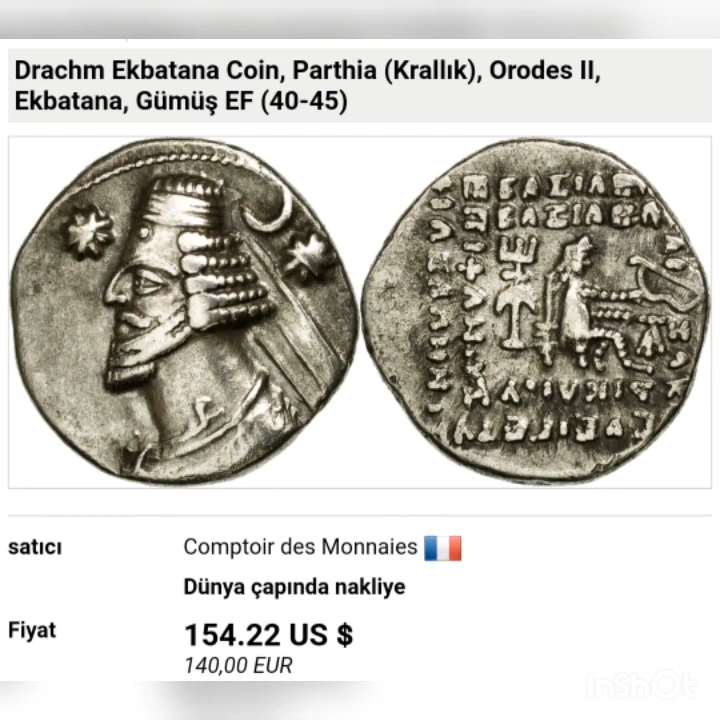 Drachm Ekbatana Coin, Parthia (Krallık), Orodes II,
Ekbatana, Gümüş EF (40-45)
satıcı Comptoir des Monnaies
Dünya çapında nakliye
Fiyat 154.22 US $
140,00 EUR
InShOt